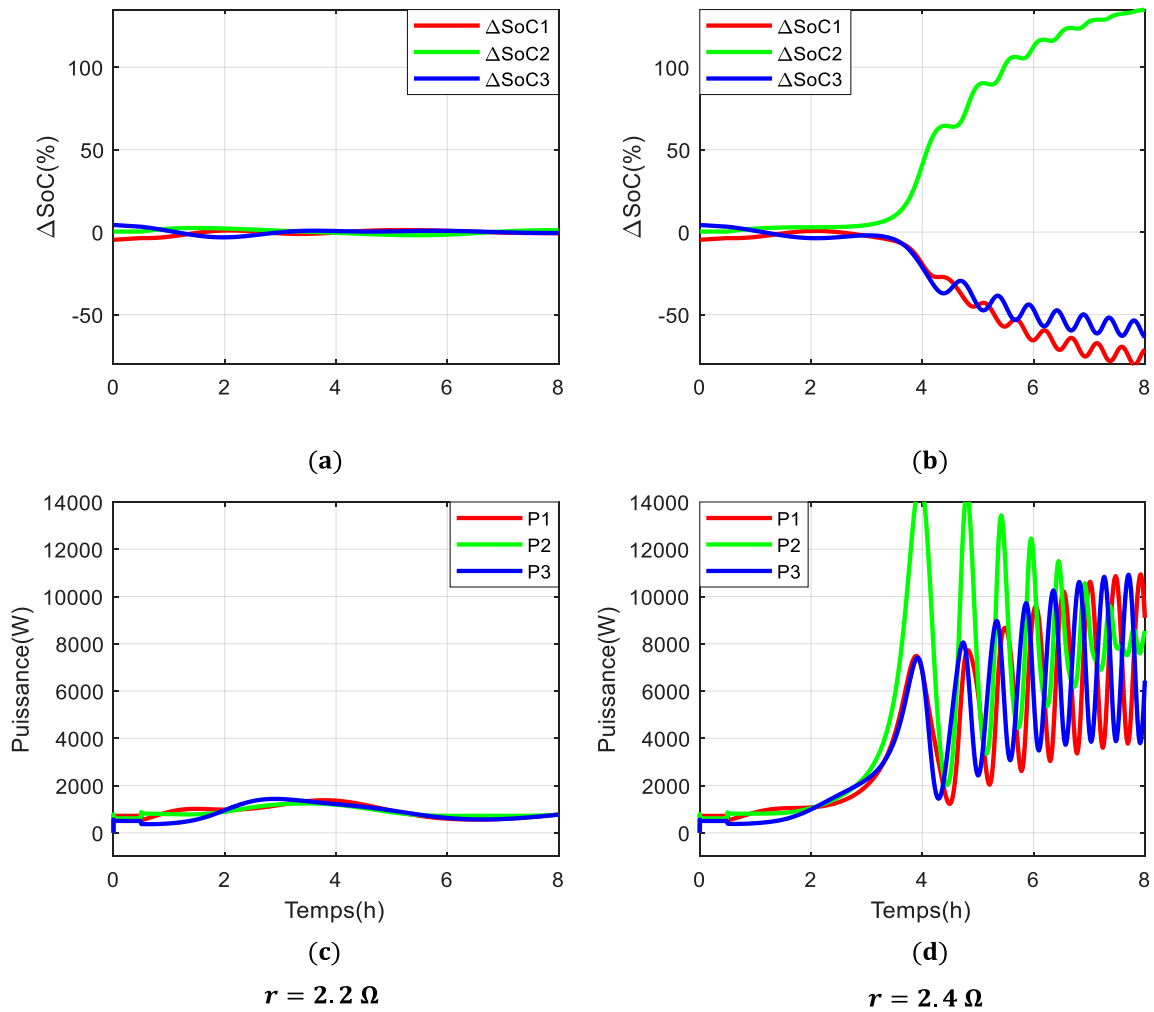 ΔSoC1
ΔSoC2
ΔSoC3
100
50
0
-50
ΔSoC(%)
0 2 4 6 8
(a)
ΔSoC1
ΔSoC2
ΔSoC3
100
50
0
-50
ΔSoC(%)
0 2 4 6 8
(b)
P1
P2
P3
14000
12000
10000
8000
6000
4000
2000
0
Puissance(W)
0 2 4 6 8
Temps(h)
(c)
r = 2.2 Ω
P1
P2
P3
14000
12000
10000
8000
6000
4000
2000
0
Puissance(W)
0 2 4 6 8
Temps(h)
(d)
r = 2.4 Ω